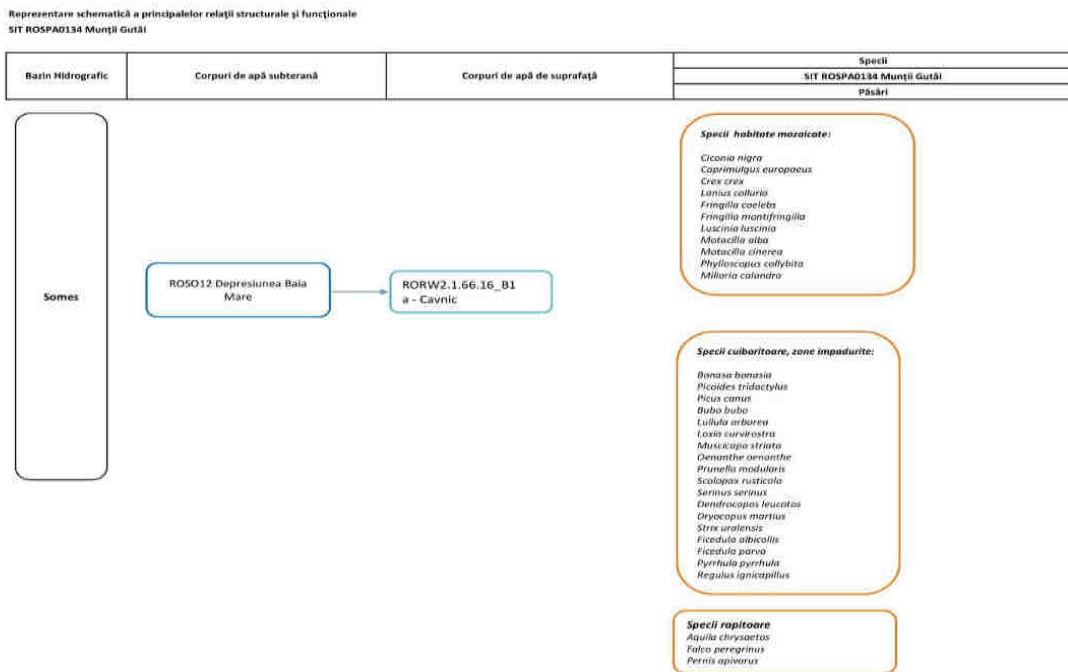 Reprezentare schematică a principalelor relații structurale și funcționale
SIT ROSPA0134 Munții Gutâi
Bazin Hidrografic
Corpuri de apă subterană
Corpuri de apă de suprafață
Specii
SIT ROSPA0134 Munții Gutâi
Păsări
Somes
ROSO12 Depresiunea Baia
Mare
RORW2.1.66.16_B1
a - Cavnic
Specii habitate mozaicate:
Ciconia nigra
Caprimulgus europaeus
Crex crex
Lanius collurio
Fringilla coelebs
Fringilla montifringilla
Luscinia luscinia
Motacilla alba
Motacilla cinerea
Phylloscopus collybita
Miliaria calandra
Specii cuibaritoare, zone impadurite:
Bonasa bonasia
Picoides tridactylus
Picus canus
Bubo bubo
Lullula arborea
Loxia curvirostra
Muscicapa striata
Oenanthe oenanthe
Prunella modularis
Scolopax rusticola
Serinus serinus
Dendrocopos leucotos
Dryocopus martius
Strix uralensis
Ficedula albicollis
Ficedula parva
Pyrrhula pyrrhula
Regulus ignicapillus
Specii rapitoare
Aquila chrysaetos
Falco peregrinus
Pernis apivorus